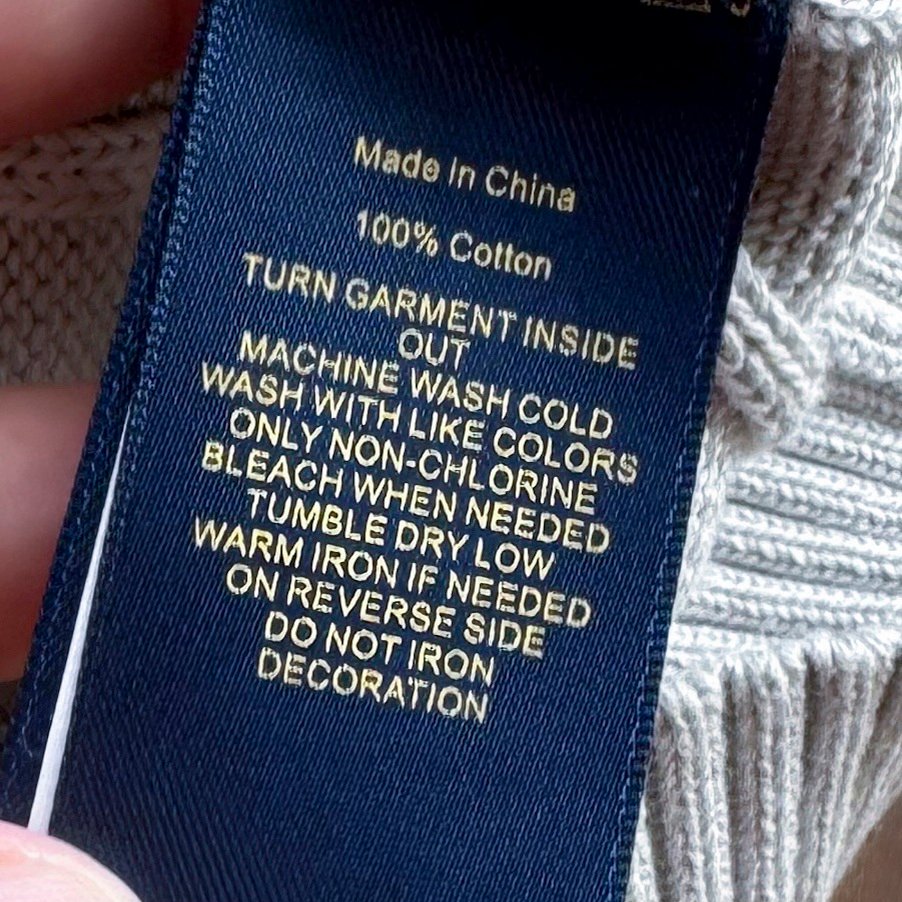 Made in China
100% Cotton
TURN GARMENT INSIDE
OUT
MACHINE WASH COLD
WASH WITH LIKE COLORS
ONLY NON-CHLORINE
BLEACH WHEN NEEDED
TUMBLE DRY LOW
WARM IRON IF NEEDED
ON REVERSE SIDE
DO NOT IRON
DECORATION